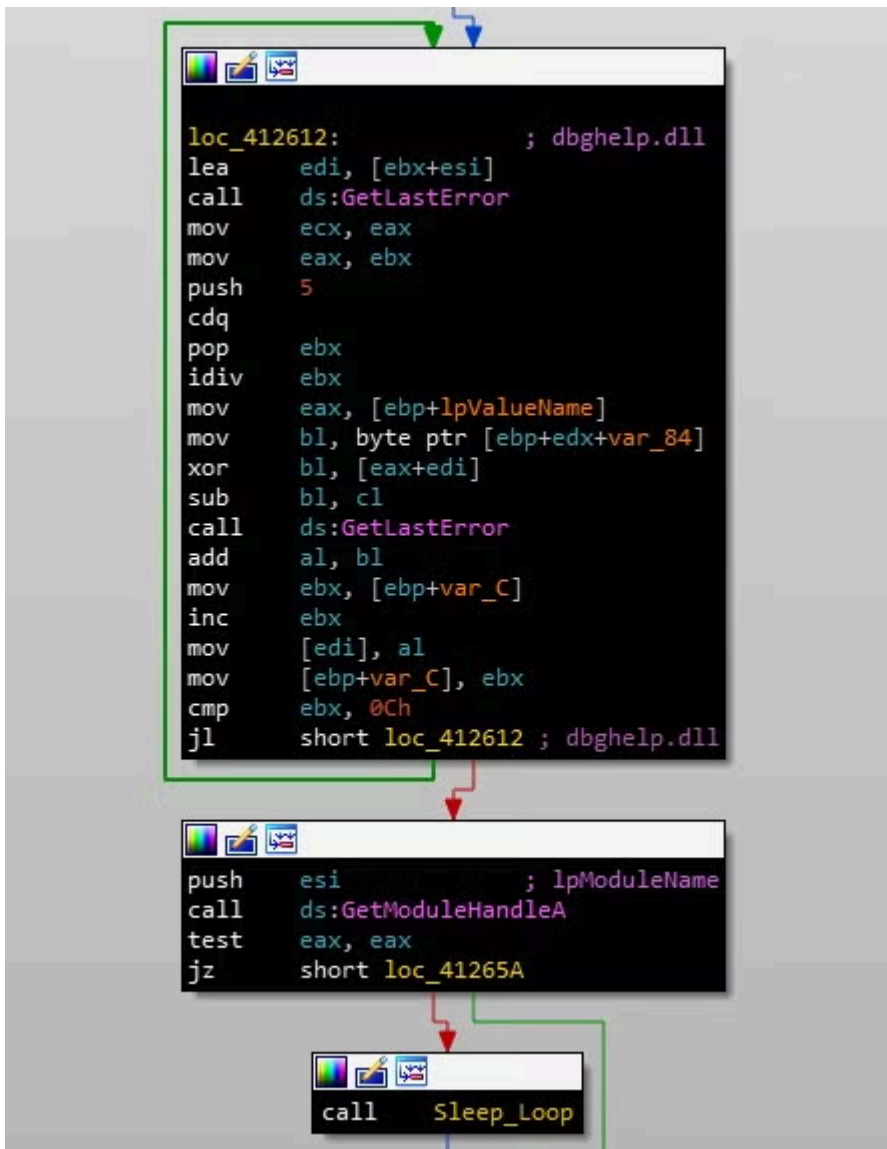 loc_412612: ; dbghelp.dll
lea edi, [ebx+esi]
call ds:GetLastError
mov ecx, eax
mov eax, ebx
push 5
cdq
pop ebx
idiv ebx
mov eax, [ebp+lpValueName]
mov bl, byte ptr [ebp+edx+var_84]
xor bl, [eax+edi]
sub bl, cl
call ds:GetLastError
add al, bl
mov ebx, [ebp+var_C]
inc ebx
mov [edi], al
mov [ebp+var_C], ebx
cmp ebx, 0Ch
jl short loc_412612 ; dbghelp.dll
push esi ; lpModuleName
call ds:GetModuleHandleA
test eax, eax
jz short loc_41265A
call Sleep_Loop